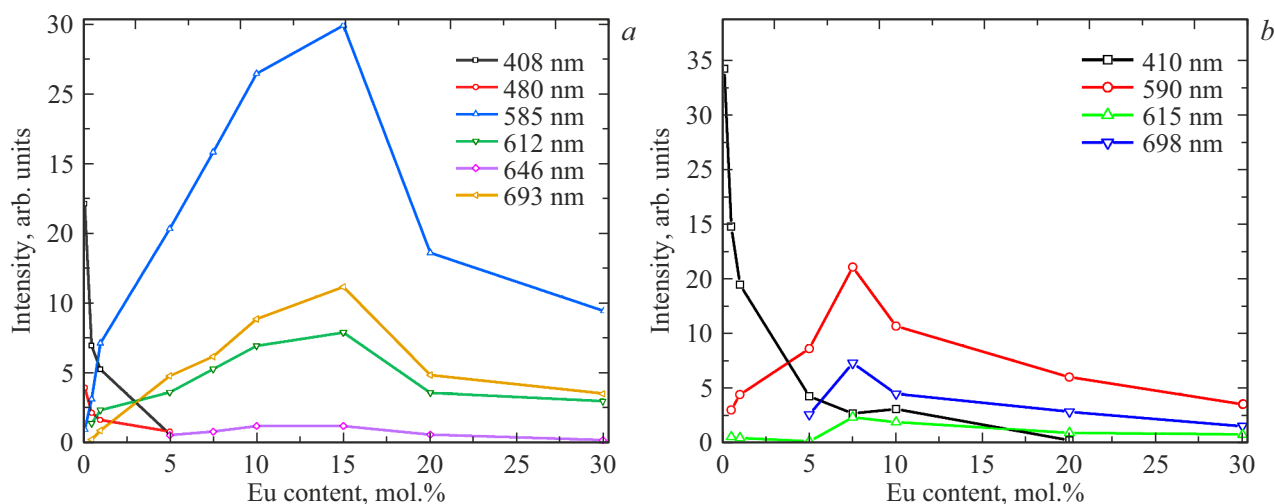 a
30
25
15
20
10
5
0
Intensity, arb. units
408 nm
480 nm
585 nm
612 nm
646 nm
693 nm
0 5 10 15 20 30
Eu content, mol.%
b
35
30
25
15
20
10
5
0
Intensity, arb. units
410 nm
590 nm
615 nm
698 nm
0 5 10 20 30
Eu content, mol.%